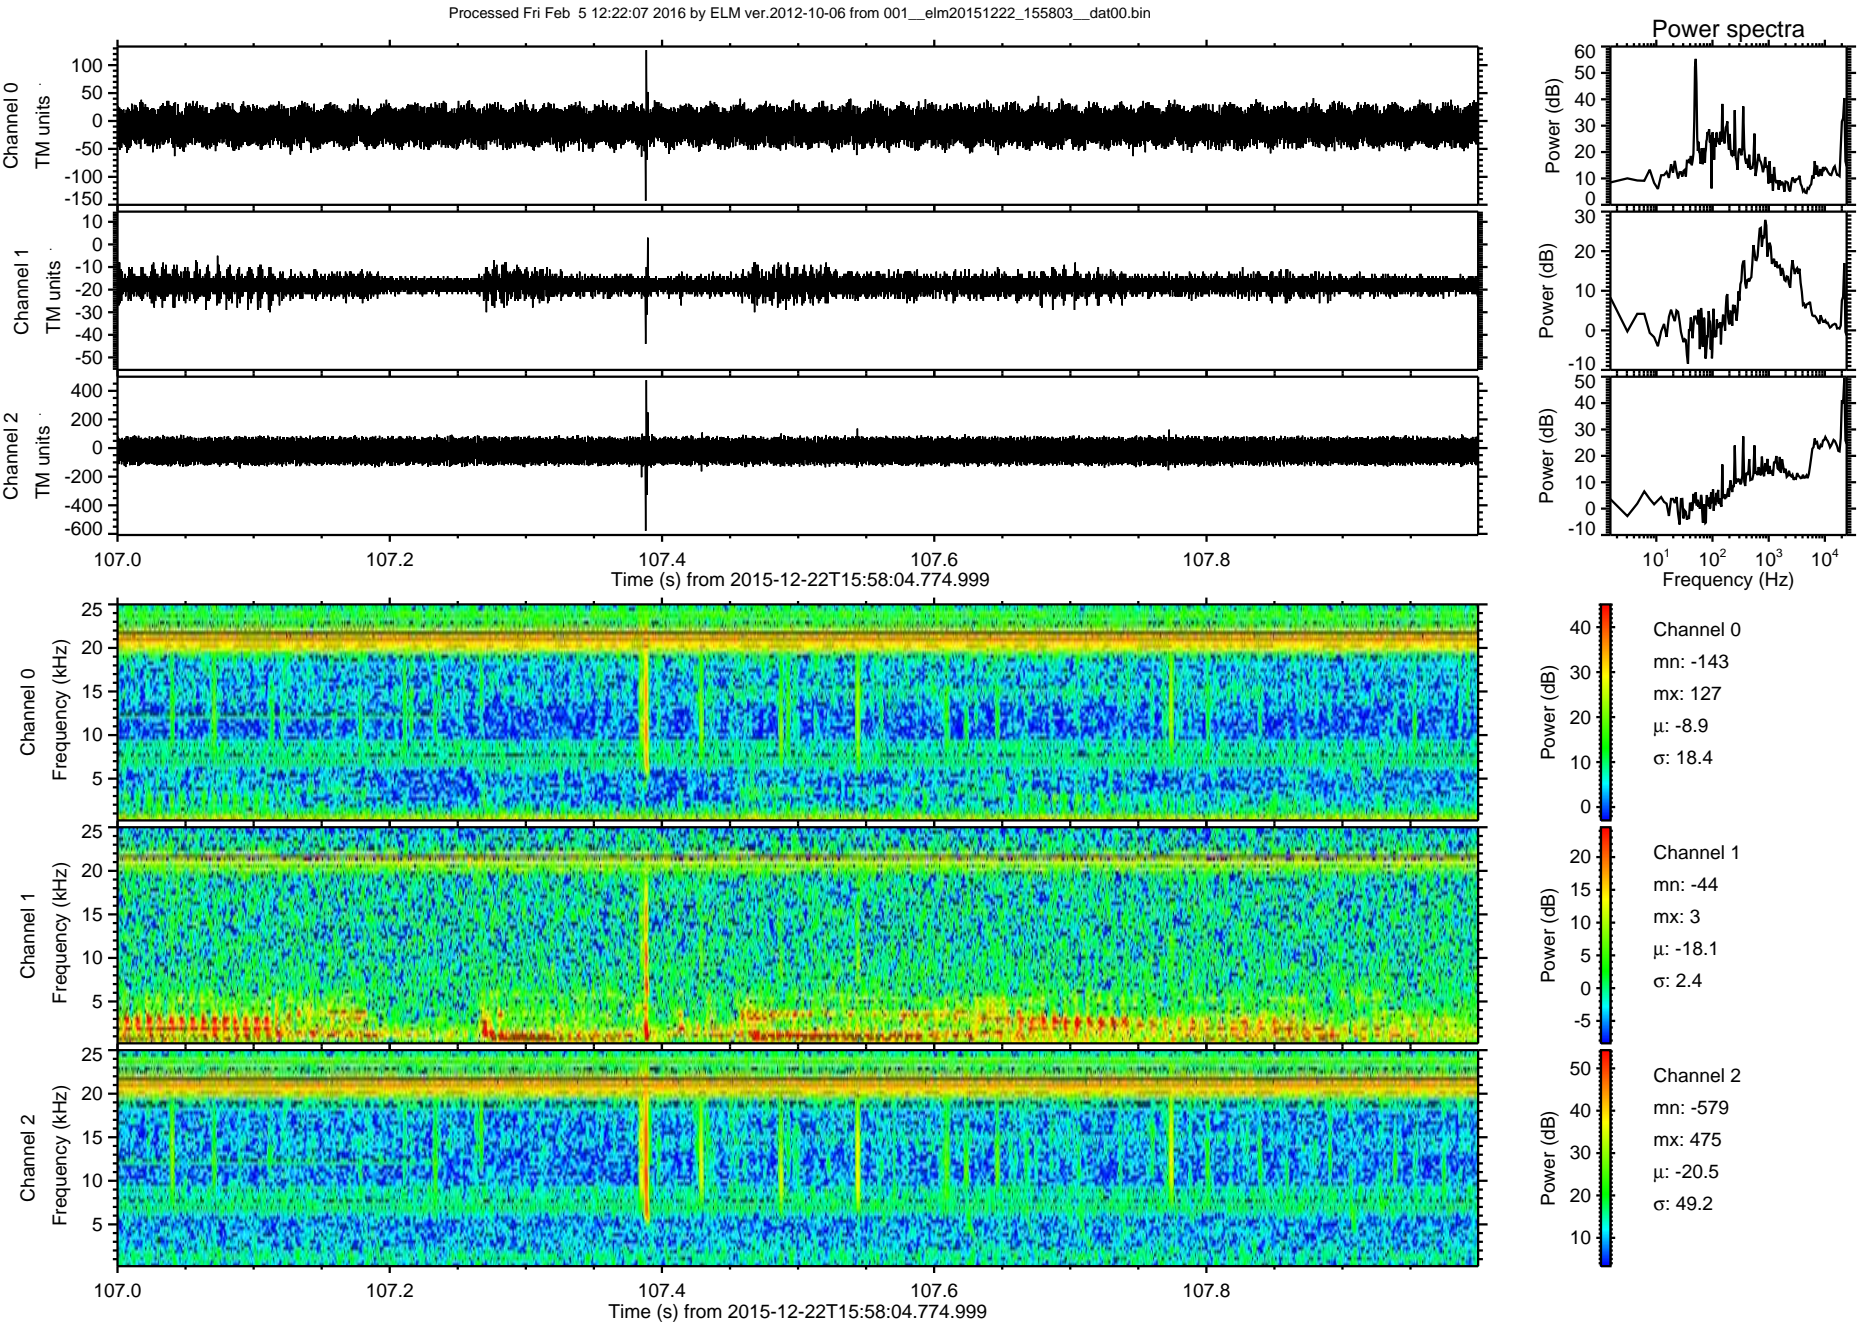 Processed Fri Feb  5 12:22:07 2016 by ELM ver.2012-10-06 from 001__elm20151222_155803__dat00.bin
Power spectra
Channel 0
TM units
100
50
0
-50
-100
-150
Power (dB)
60
50
40
30
20
10
0
Channel 1
TM units
10
0
-10
-20
-30
-40
-50
Power (dB)
30
20
10
0
-10
Channel 2
TM units
400
200
0
-200
-400
-600
Power (dB)
50
40
30
20
10
0
-10
107.0 107.2 107.4 107.6 107.8
Time (s) from 2015-12-22T15:58:04.774.999
10^1 10^2 10^3 10^4
Frequency (Hz)
Channel 0
Frequency (kHz)
25
20
15
10
5
Power (dB)
40
30
20
10
0
Channel 0
mn: -143
mx: 127
μ: -8.9
σ: 18.4
Channel 1
Frequency (kHz)
25
20
15
10
5
Power (dB)
20
15
10
5
0
-5
Channel 1
mn: -44
mx: 3
μ: -18.1
σ: 2.4
Channel 2
Frequency (kHz)
25
20
15
10
5
Power (dB)
50
40
30
20
10
Channel 2
mn: -579
mx: 475
μ: -20.5
σ: 49.2
107.0 107.2 107.4 107.6 107.8
Time (s) from 2015-12-22T15:58:04.774.999